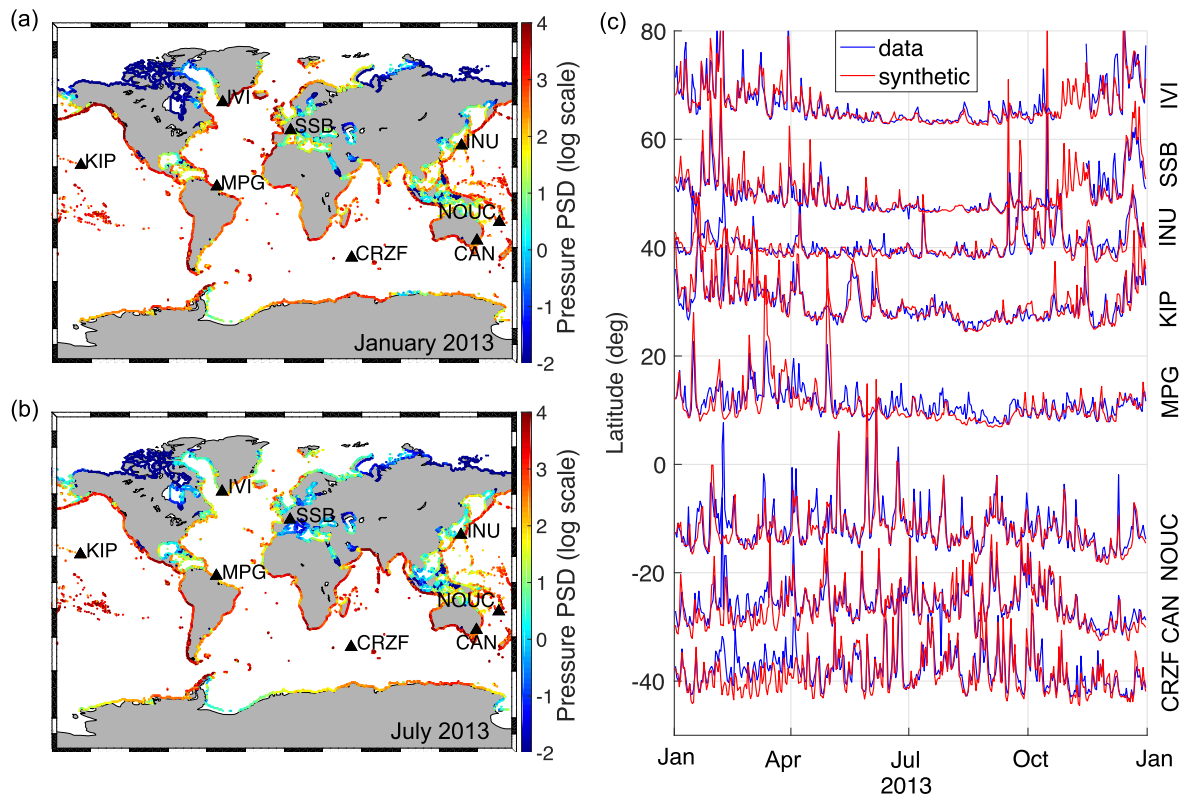 (a)
IVI
SSB
INU
KIP
MPG
NOUC
CAN
CRZF
January 2013
4
3
2
1
0
-1
-2
Pressure PSD (log scale)
(b)
IVI
SSB
INU
KIP
MPG
NOUC
CAN
CRZF
July 2013
4
3
2
1
0
-1
-2
Pressure PSD (log scale)
(c)
data
synthetic
80
60
40
20
0
-20
-40
Latitude (deg)
IVI
SSB
INU
KIP
MPG
NOUC
CAN
CRZF
Jan
Apr
Jul
Oct
Jan
2013